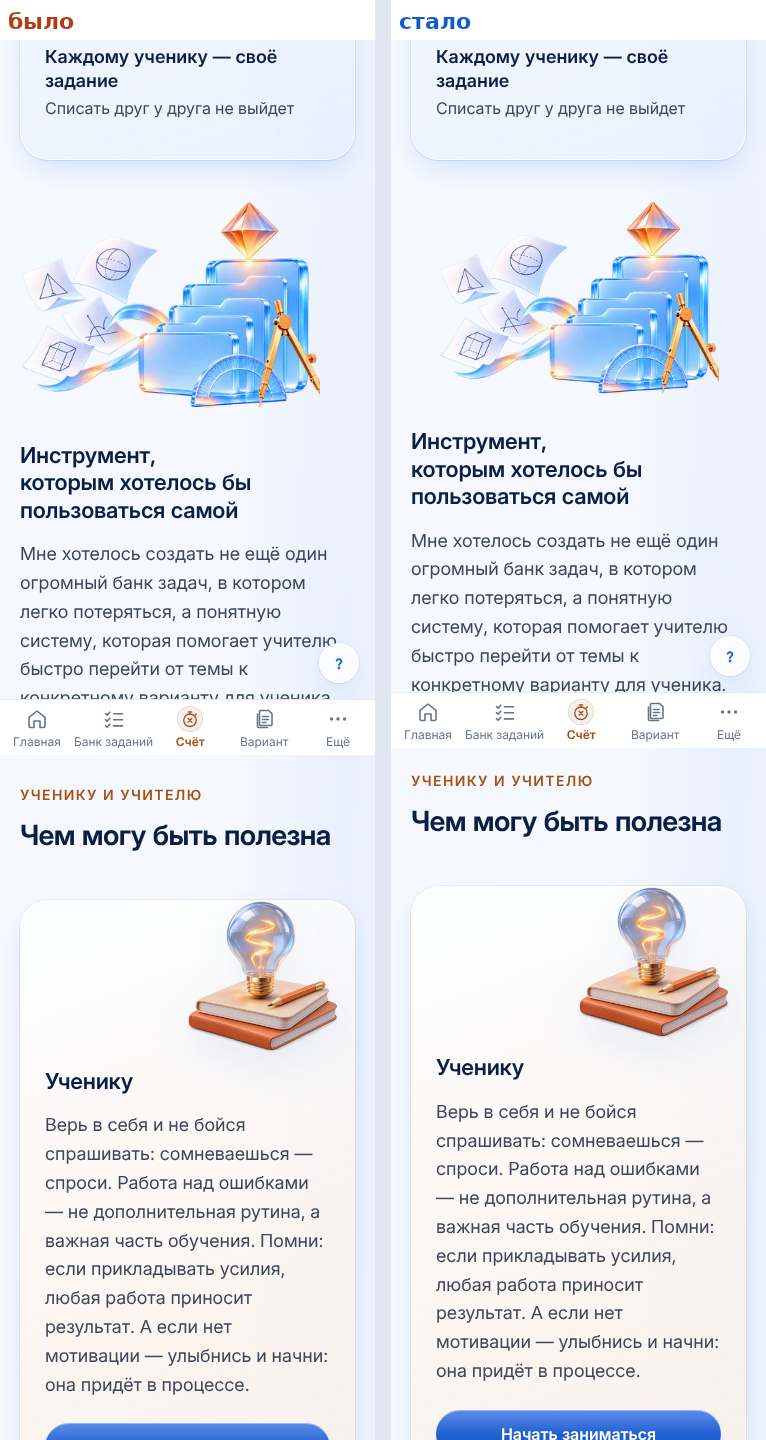 было
Каждому ученику — своё
задание
Списать друг у друга не выйдет
Инструмент,
которым хотелось бы
пользоваться самой
Мне хотелось создать не ещё один
огромный банк задач, в котором
легко потеряться, а понятную
систему, которая помогает учителю
быстро перейти от темы к
конкретному варианту для ученика.
?
Главная
Банк заданий
Счёт
Вариант
Ещё
УЧЕНИКУ И УЧИТЕЛЮ
Чем могу быть полезна
Ученику
Верь в себя и не бойся
спрашивать: сомневаешься —
спроси. Работа над ошибками
— не дополнительная рутина, а
важная часть обучения. Помни:
если прикладывать усилия,
любая работа приносит
результат. А если нет
мотивации — улыбнись и начни:
она придёт в процессе.
стало
Каждому ученику — своё
задание
Списать друг у друга не выйдет
Инструмент,
которым хотелось бы
пользоваться самой
Мне хотелось создать не ещё один
огромный банк задач, в котором
легко потеряться, а понятную
систему, которая помогает учителю
быстро перейти от темы к
конкретному варианту для ученика.
?
Главная
Банк заданий
Счёт
Вариант
Ещё
УЧЕНИКУ И УЧИТЕЛЮ
Чем могу быть полезна
Ученику
Верь в себя и не бойся
спрашивать: сомневаешься —
спроси. Работа над ошибками
— не дополнительная рутина, а
важная часть обучения. Помни:
если прикладывать усилия,
любая работа приносит
результат. А если нет
мотивации — улыбнись и начни:
она придёт в процессе.
Начать заниматься